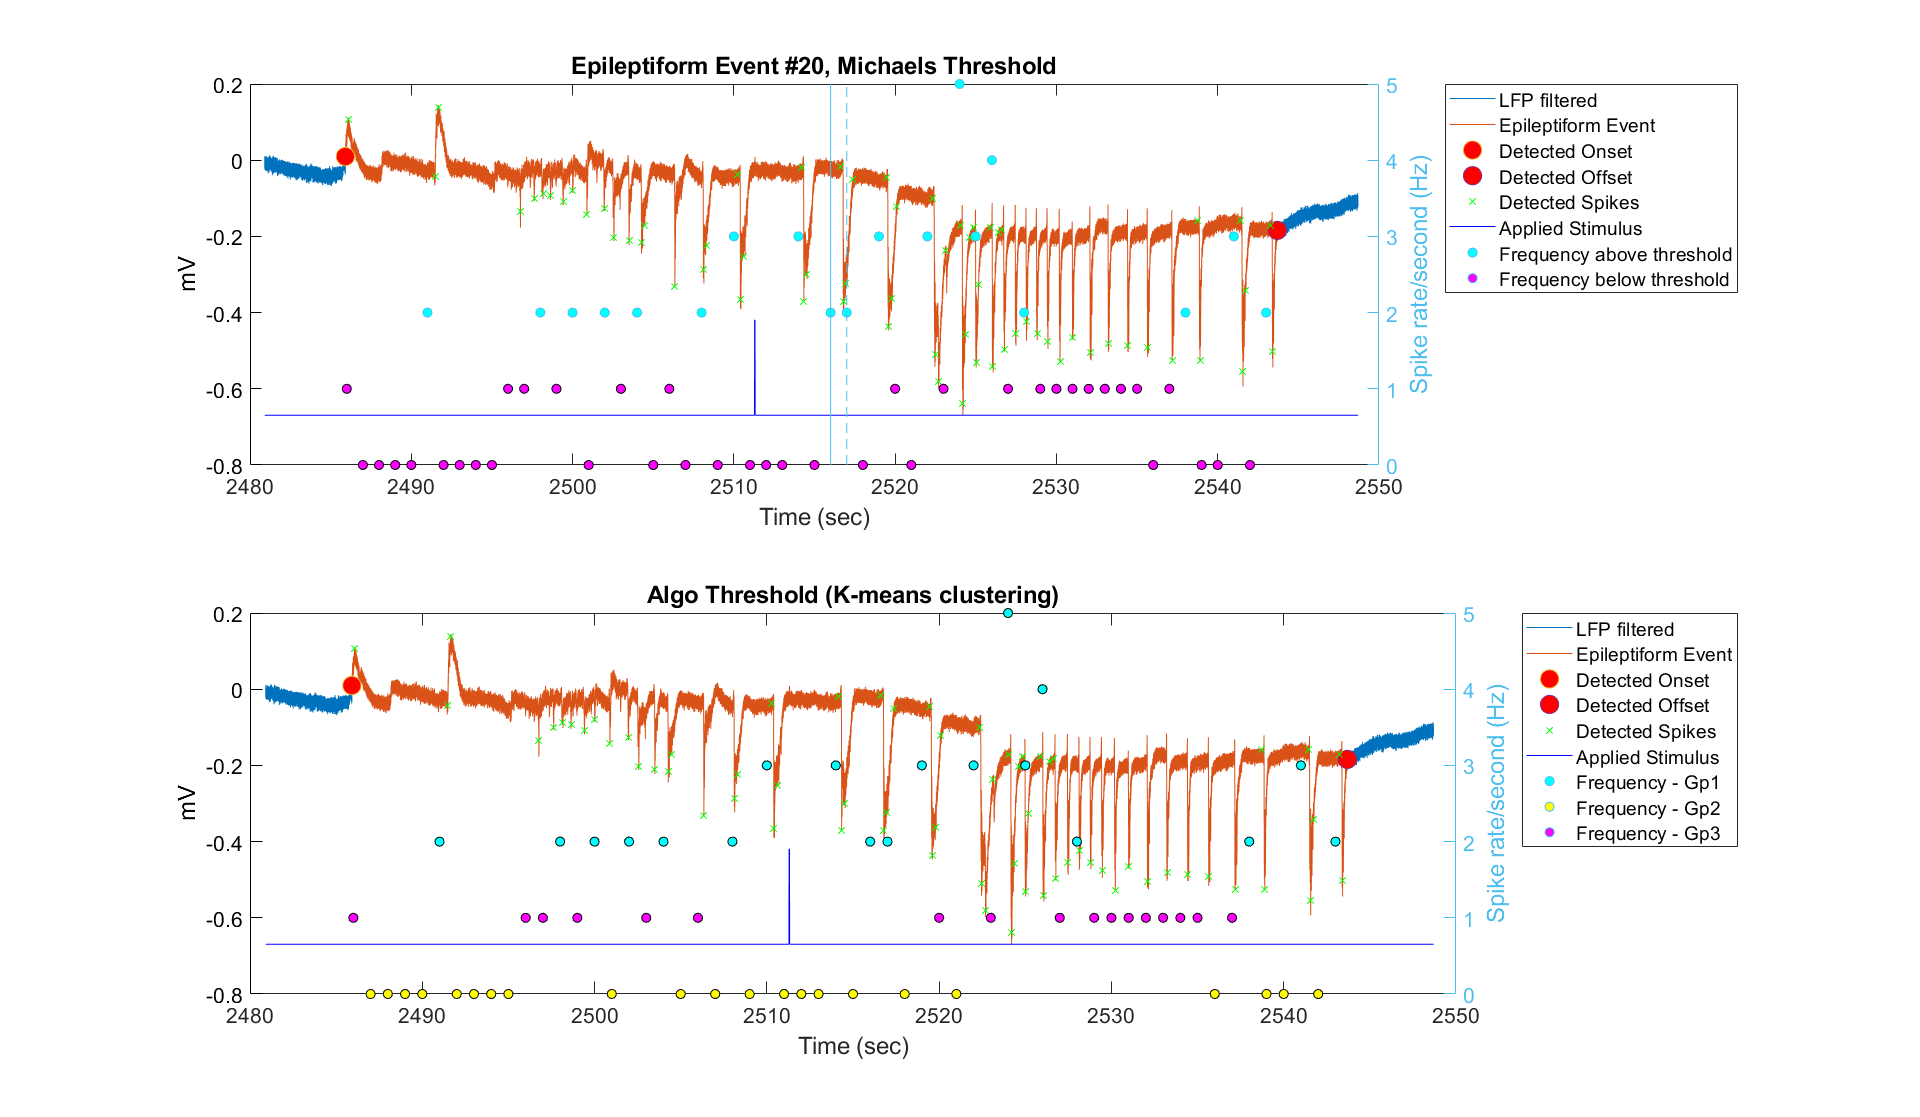 Epileptiform Event #20, Michaels Threshold
0.2
0
-0.2
-0.4
-0.6
-0.8
mV
2480
2490
2500
2510
2520
2530
2540
2550
Time (sec)
5
4
3
2
1
0
Spike rate/second (Hz)
LFP filtered
Epileptiform Event
Detected Onset
Detected Offset
Detected Spikes
Applied Stimulus
Frequency above threshold
Frequency below threshold
Algo Threshold (K-means clustering)
0.2
0
-0.2
-0.4
-0.6
-0.8
mV
2480
2490
2500
2510
2520
2530
2540
2550
Time (sec)
5
4
3
2
1
0
Spike rate/second (Hz)
LFP filtered
Epileptiform Event
Detected Onset
Detected Offset
Detected Spikes
Applied Stimulus
Frequency - Gp1
Frequency - Gp2
Frequency - Gp3